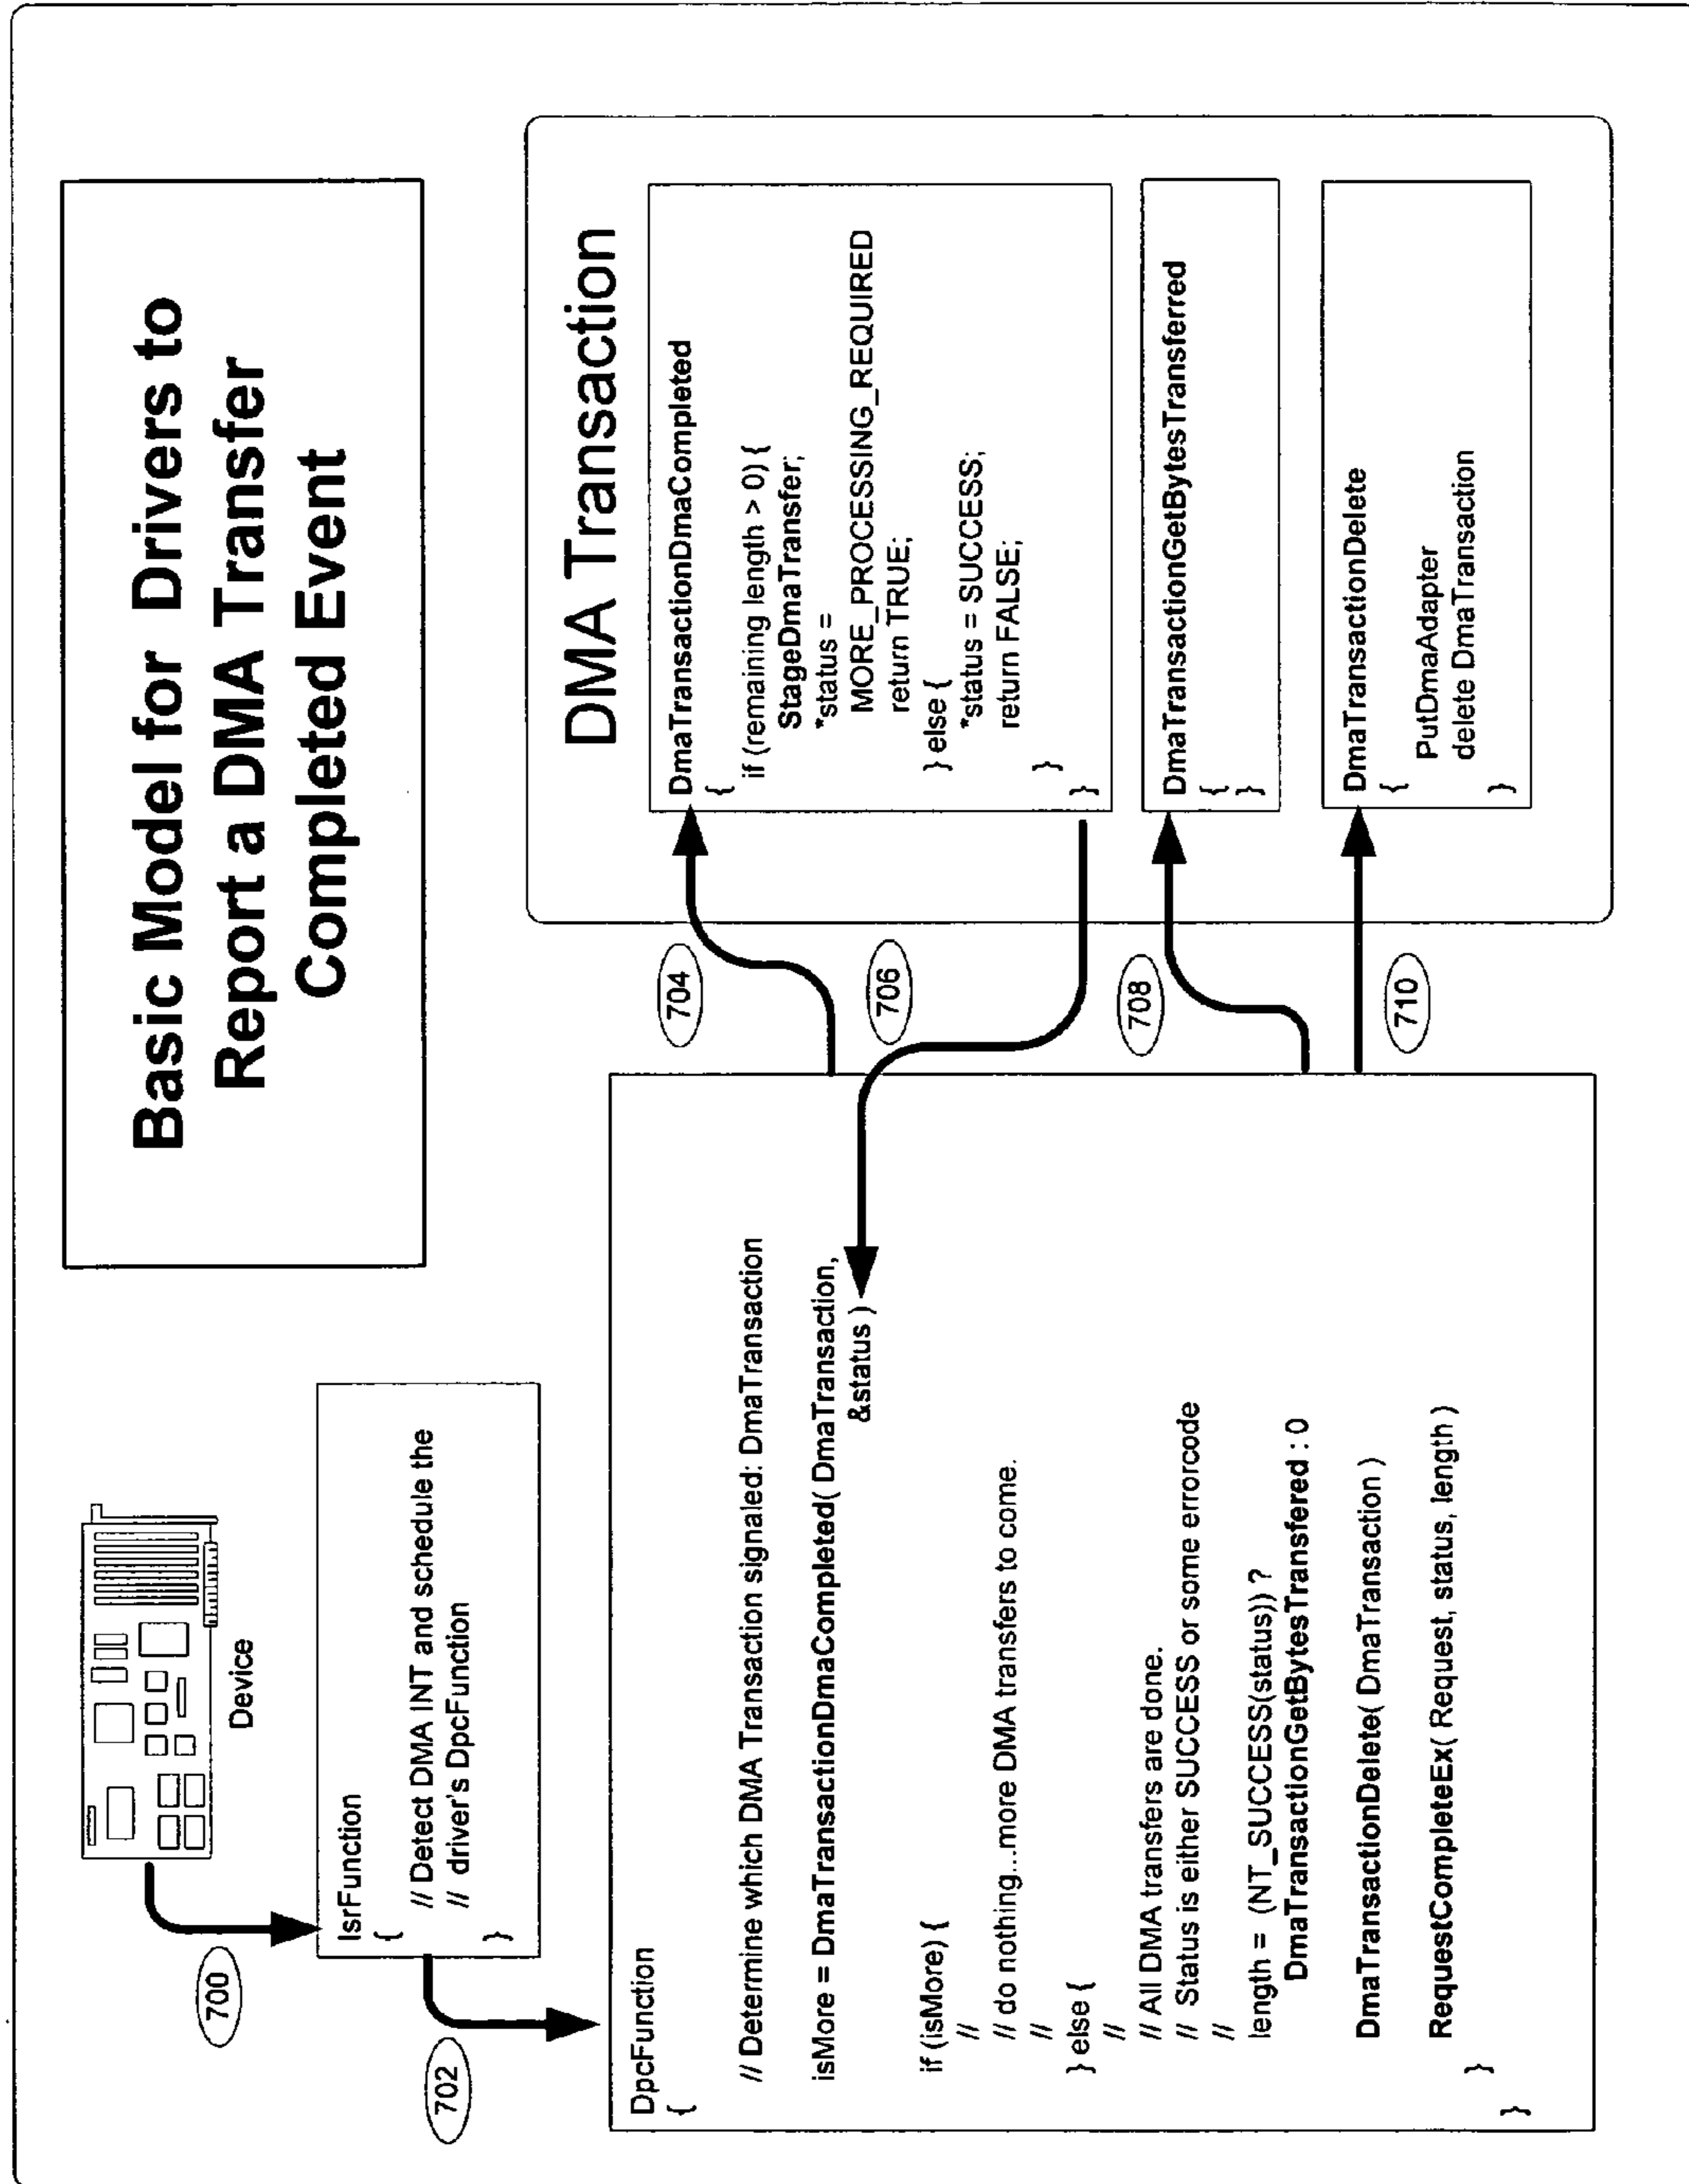 Basic Model for Drivers to
Report a DMA Transfer
Completed Event
Device
700
IsrFunction
{
// Detect DMA INT and schedule the
// driver's DpcFunction
}
702
DpcFunction
{
// Determine which DMA Transaction signaled: DmaTransaction
isMore = DmaTransactionDmaCompleted( DmaTransaction,
&status )
if (isMore) {
//
// do nothing...more DMA transfers to come.
//
} else {
//
// All DMA transfers are done.
// Status is either SUCCESS or some errorcode
//
length = (NT_SUCCESS(status)) ?
DmaTransactionGetBytesTransfered : 0
DmaTransactionDelete( DmaTransaction )
RequestCompleteEx( Request, status, length )
}
}
704
706
708
710
DMA Transaction
DmaTransactionDmaCompleted
{
if (remaining length > 0) {
StageDmaTransfer;
*status =
MORE_PROCESSING_REQUIRED
return TRUE;
} else {
*status = SUCCESS;
return FALSE;
}
}
DmaTransactionGetBytesTransferred
{
}
DmaTransactionDelete
{
PutDmaAdapter
delete DmaTransaction
}